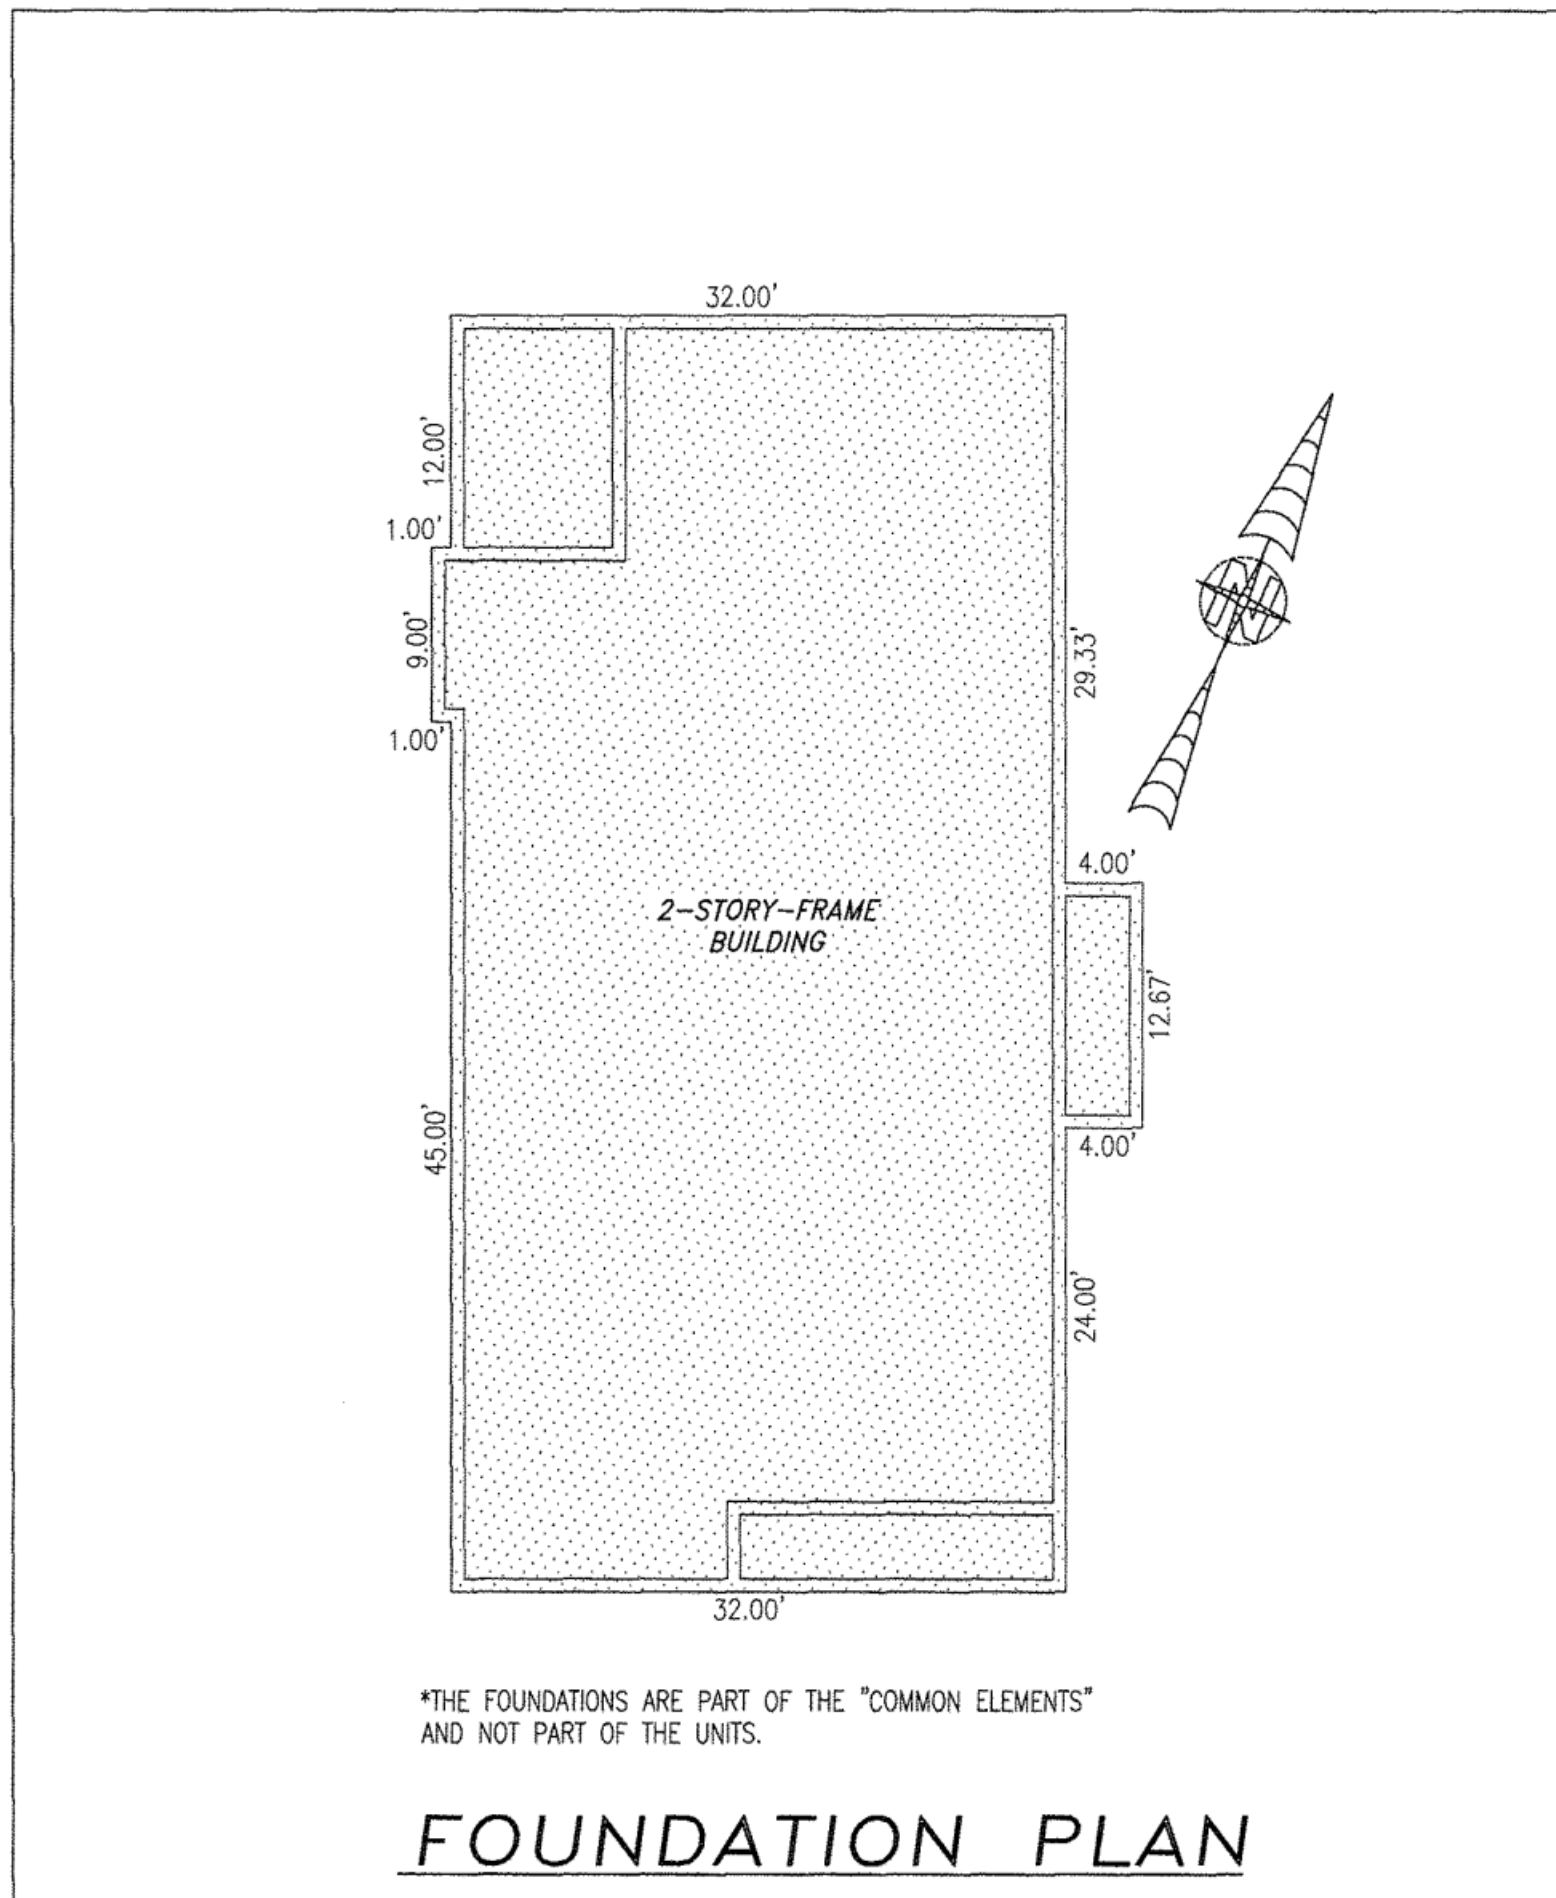 32.00'
12.00'
1.00'
9.00'
29.33'
1.00'
4.00'
2-STORY-FRAME
BUILDING
12.67'
45.00'
4.00'
24.00'
32.00'
*THE FOUNDATIONS ARE PART OF THE "COMMON ELEMENTS"
AND NOT PART OF THE UNITS.
FOUNDATION PLAN
N